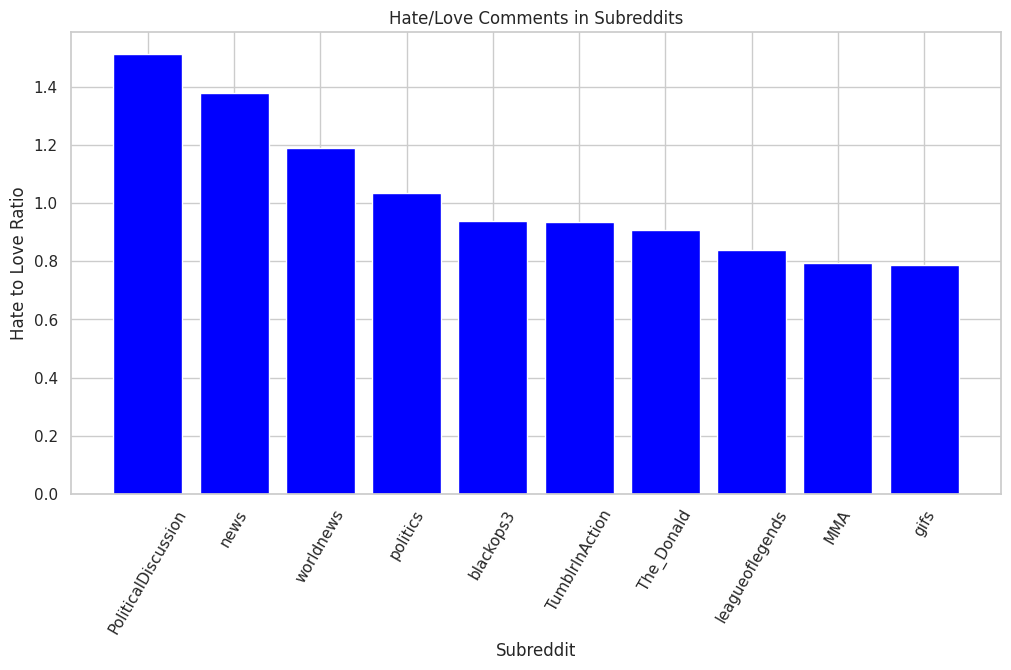 Hate/Love Comments in Subreddits
Hate to Love Ratio
1.4
1.2
1.0
0.8
0.6
0.4
0.2
0.0
PoliticalDiscussion
news
worldnews
politics
blackops3
TumblrInAction
The_Donald
leagueoflegends
MMA
gifs
Subreddit